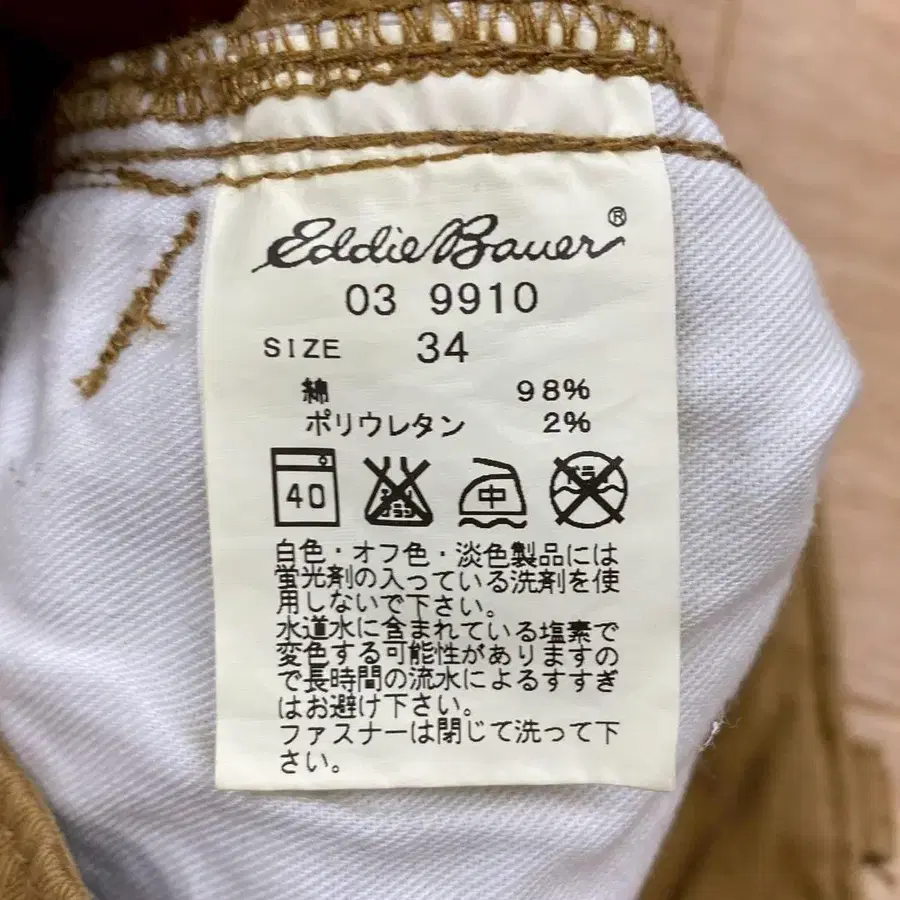 Eddie Bauer®
03 9910
SIZE 34
綿 98%
ポリウレタン 2%
40 中 ドライ
白色・オフ色・淡色製品には
蛍光剤の入っている洗剤を使
用しないで下さい。
水道水に含まれている塩素で
変色する可能性がありますの
で長時間の流水によるすすぎ
はお避け下さい。
ファスナーは閉じて洗って下
さい。